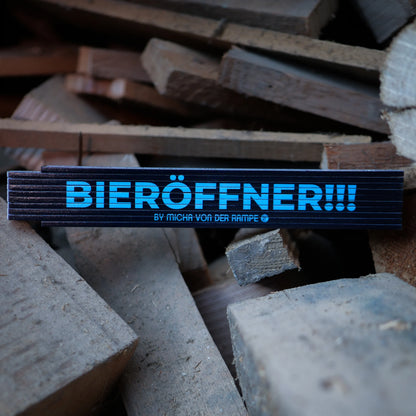 BIERÖFFNER!!!
BY MICHA VON DER RAMPE